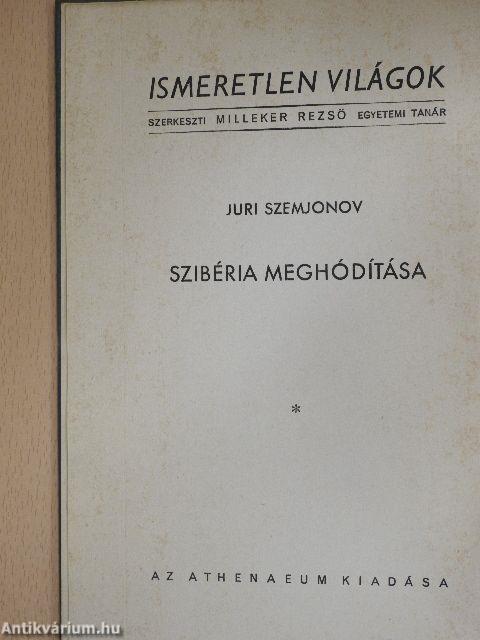 ISMERETLEN VILÁGOK
SZERKESZTI MILLEKER REZSŐ EGYETEMI TANÁR
JURI SZEMJONOV
SZIBÉRIA MEGHÓDÍTÁSA
*
AZ ATHENAEUM KIADÁSA
Antikvárium.hu